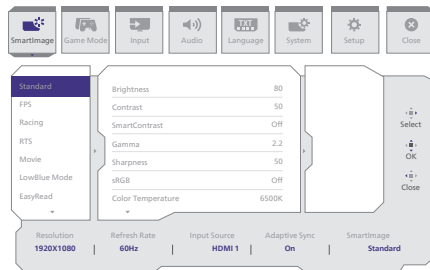 SmartImage
Game Mode
Input
Audio
TXT
Language
System
Setup
Close
Standard
FPS
Racing
RTS
Movie
LowBlue Mode
EasyRead
Brightness 80
Contrast 50
SmartContrast Off
Gamma 2.2
Sharpness 50
sRGB Off
Color Temperature 6500K
Select
OK
Close
Resolution Refresh Rate Input Source Adaptive Sync SmartImage
1920X1080 | 60Hz | HDMI 1 | On | Standard